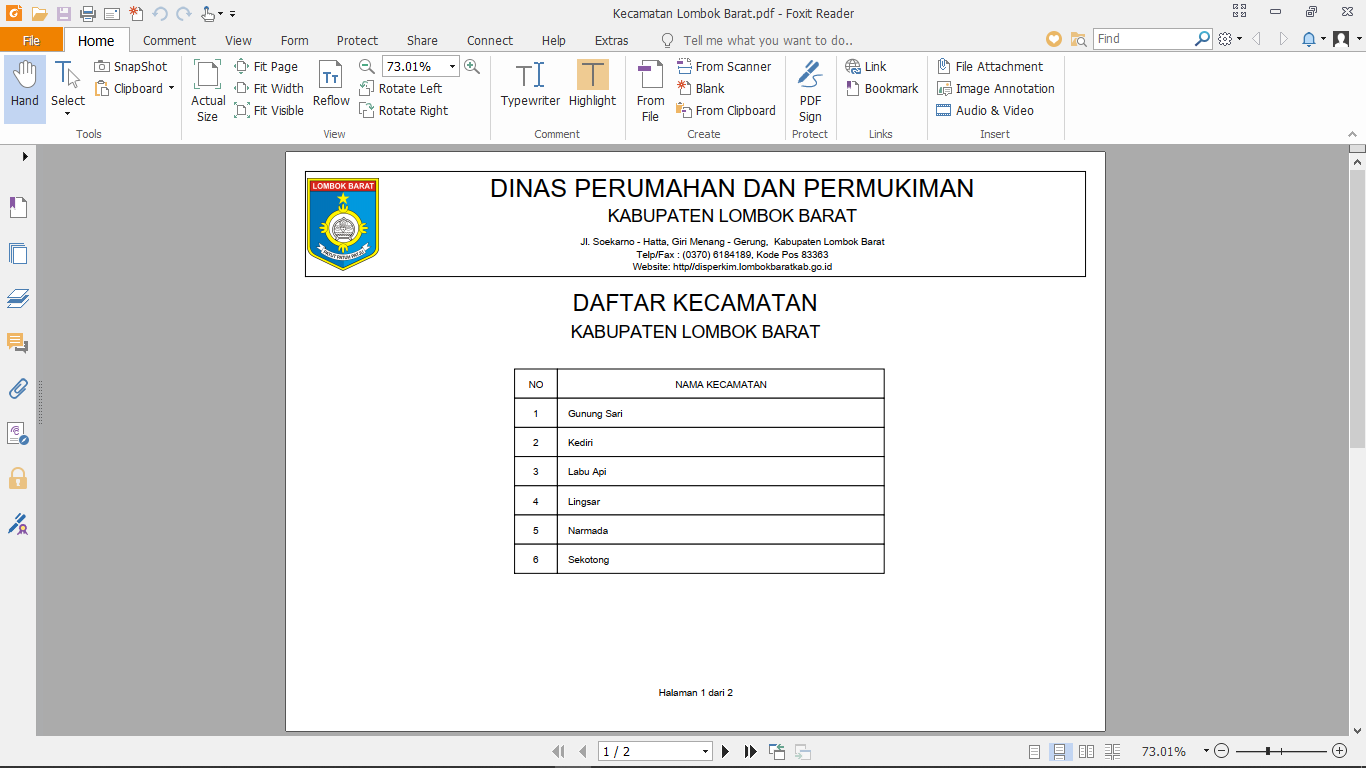 Kecamatan Lombok Barat.pdf - Foxit Reader
File Home Comment View Form Protect Share Connect Help Extras Tell me what you want to do.. Find
Hand
Select
SnapShot
Clipboard
Tools
Actual
Size
Fit Page
Fit Width
Fit Visible
Reflow
73.01%
Rotate Left
Rotate Right
View
Typewriter
Highlight
Comment
From
File
From Scanner
Blank
From Clipboard
Create
PDF
Sign
Protect
Link
Bookmark
Links
File Attachment
Image Annotation
Audio & Video
Insert
LOMBOK BARAT
DINAS PERUMAHAN DAN PERMUKIMAN
KABUPATEN LOMBOK BARAT
Jl. Soekarno - Hatta, Giri Menang - Gerung, Kabupaten Lombok Barat
Telp/Fax : (0370) 6184189, Kode Pos 83363
Website: http//disperkim.lombokbaratkab.go.id
DAFTAR KECAMATAN
KABUPATEN LOMBOK BARAT
NO NAMA KECAMATAN
1 Gunung Sari
2 Kediri
3 Labu Api
4 Lingsar
5 Narmada
6 Sekotong
Halaman 1 dari 2
1 / 2
73.01%